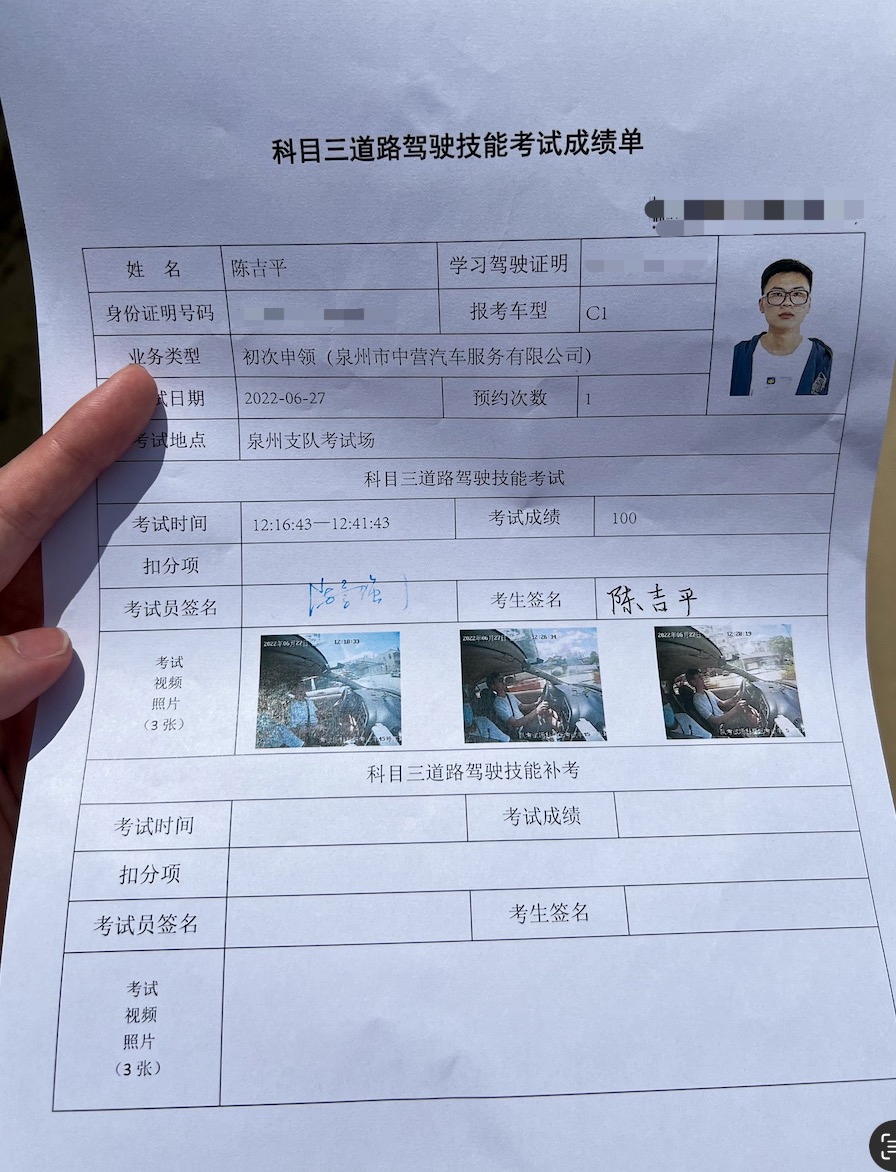 科目三道路驾驶技能考试成绩单
姓 名 陈吉平 学习驾驶证明
身份证明号码 报考车型 C1
业务类型 初次申领（泉州市中营汽车服务有限公司）
试日期 2022-06-27 预约次数 1
考试地点 泉州支队考试场
科目三道路驾驶技能考试
考试时间 12:16:43—12:41:43 考试成绩 100
扣分项
考试员签名 考生签名 陈吉平
考试
视频
照片
（3 张）
2022年06月27日 12:18:33
2022年06月27日 12:26:34
2022年06月27日 12:28:19
科目三道路驾驶技能补考
考试时间 考试成绩
扣分项
考试员签名 考生签名
考试
视频
照片
（3 张）